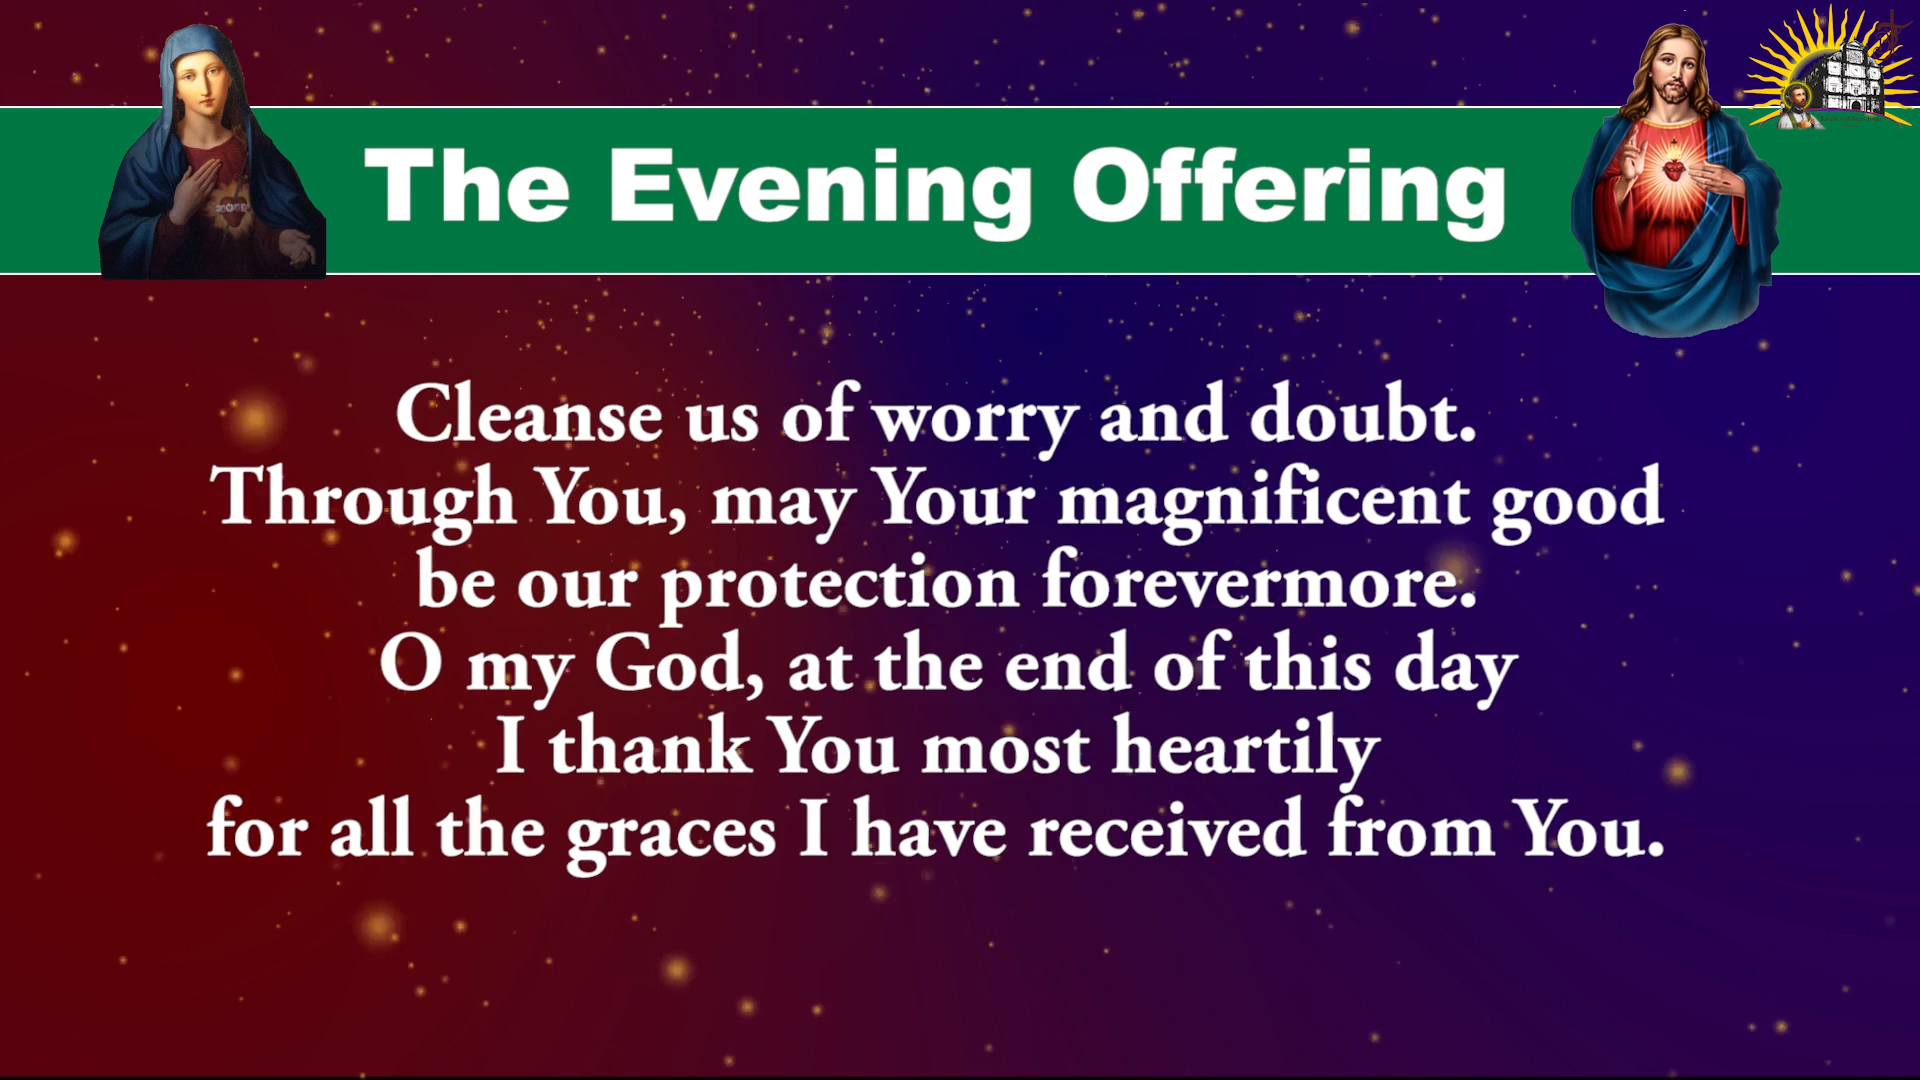 The Evening Offering
Cleanse us of worry and doubt.
Through You, may Your magnificent good
be our protection forevermore.
O my God, at the end of this day
I thank You most heartily
for all the graces I have received from You.